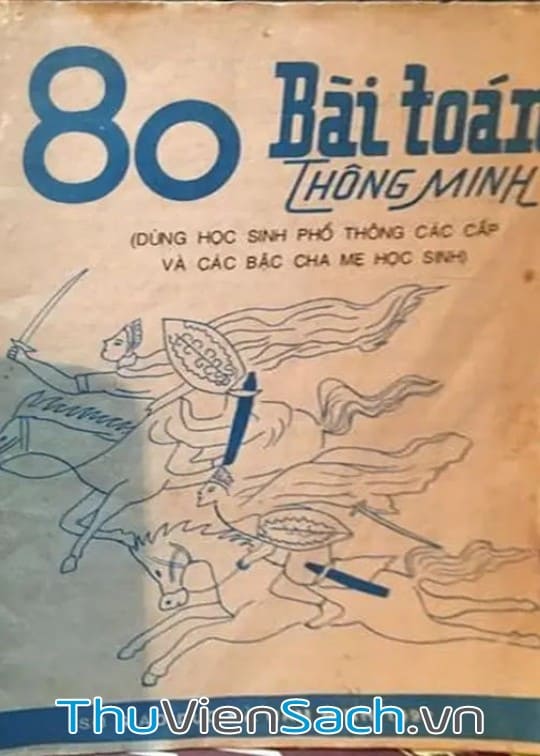 80 Bài toán
THÔNG MINH
(DÙNG HỌC SINH PHỔ THÔNG CÁC CẤP
VÀ CÁC BẬC CHA MẸ HỌC SINH)
ThuVienSach.vn